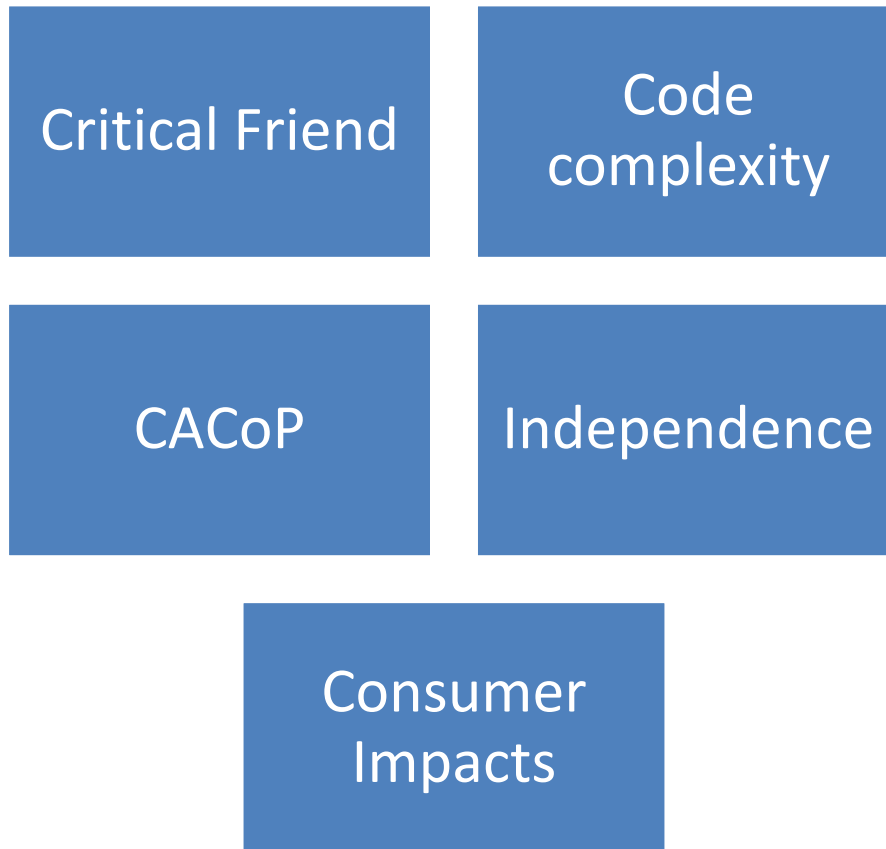 Critical Friend
Code
complexity
CACoP
Independence
Consumer
Impacts